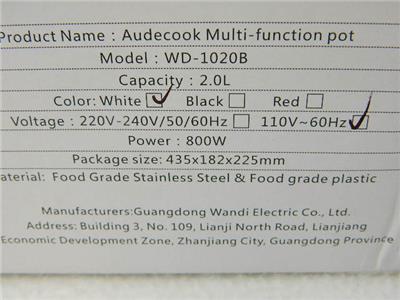 Product Name : Audecook Multi-function pot
Model : WD-1020B
Capacity : 2.0L
Color: White ☑ Black ☐ Red ☐
Voltage : 220V-240V/50/60Hz ☐ 110V~60Hz ☑
Power : 800W
Package size: 435x182x225mm
aterial: Food Grade Stainless Steel & Food grade plastic
Manufacturers:Guangdong Wandi Electric Co., Ltd.
Address: Building 3, No. 109, Lianji North Road, Lianjiang
Economic Development Zone, Zhanjiang City, Guangdong Province